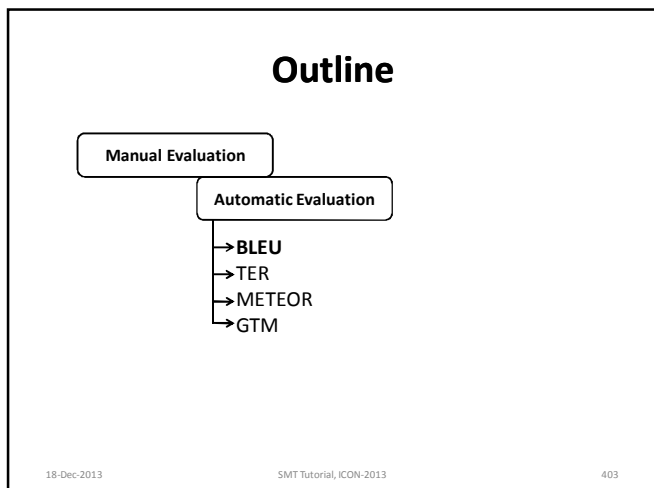 Outline
Manual Evaluation
Automatic Evaluation
BLEU
TER
METEOR
GTM
18-Dec-2013 SMT Tutorial, ICON-2013 403